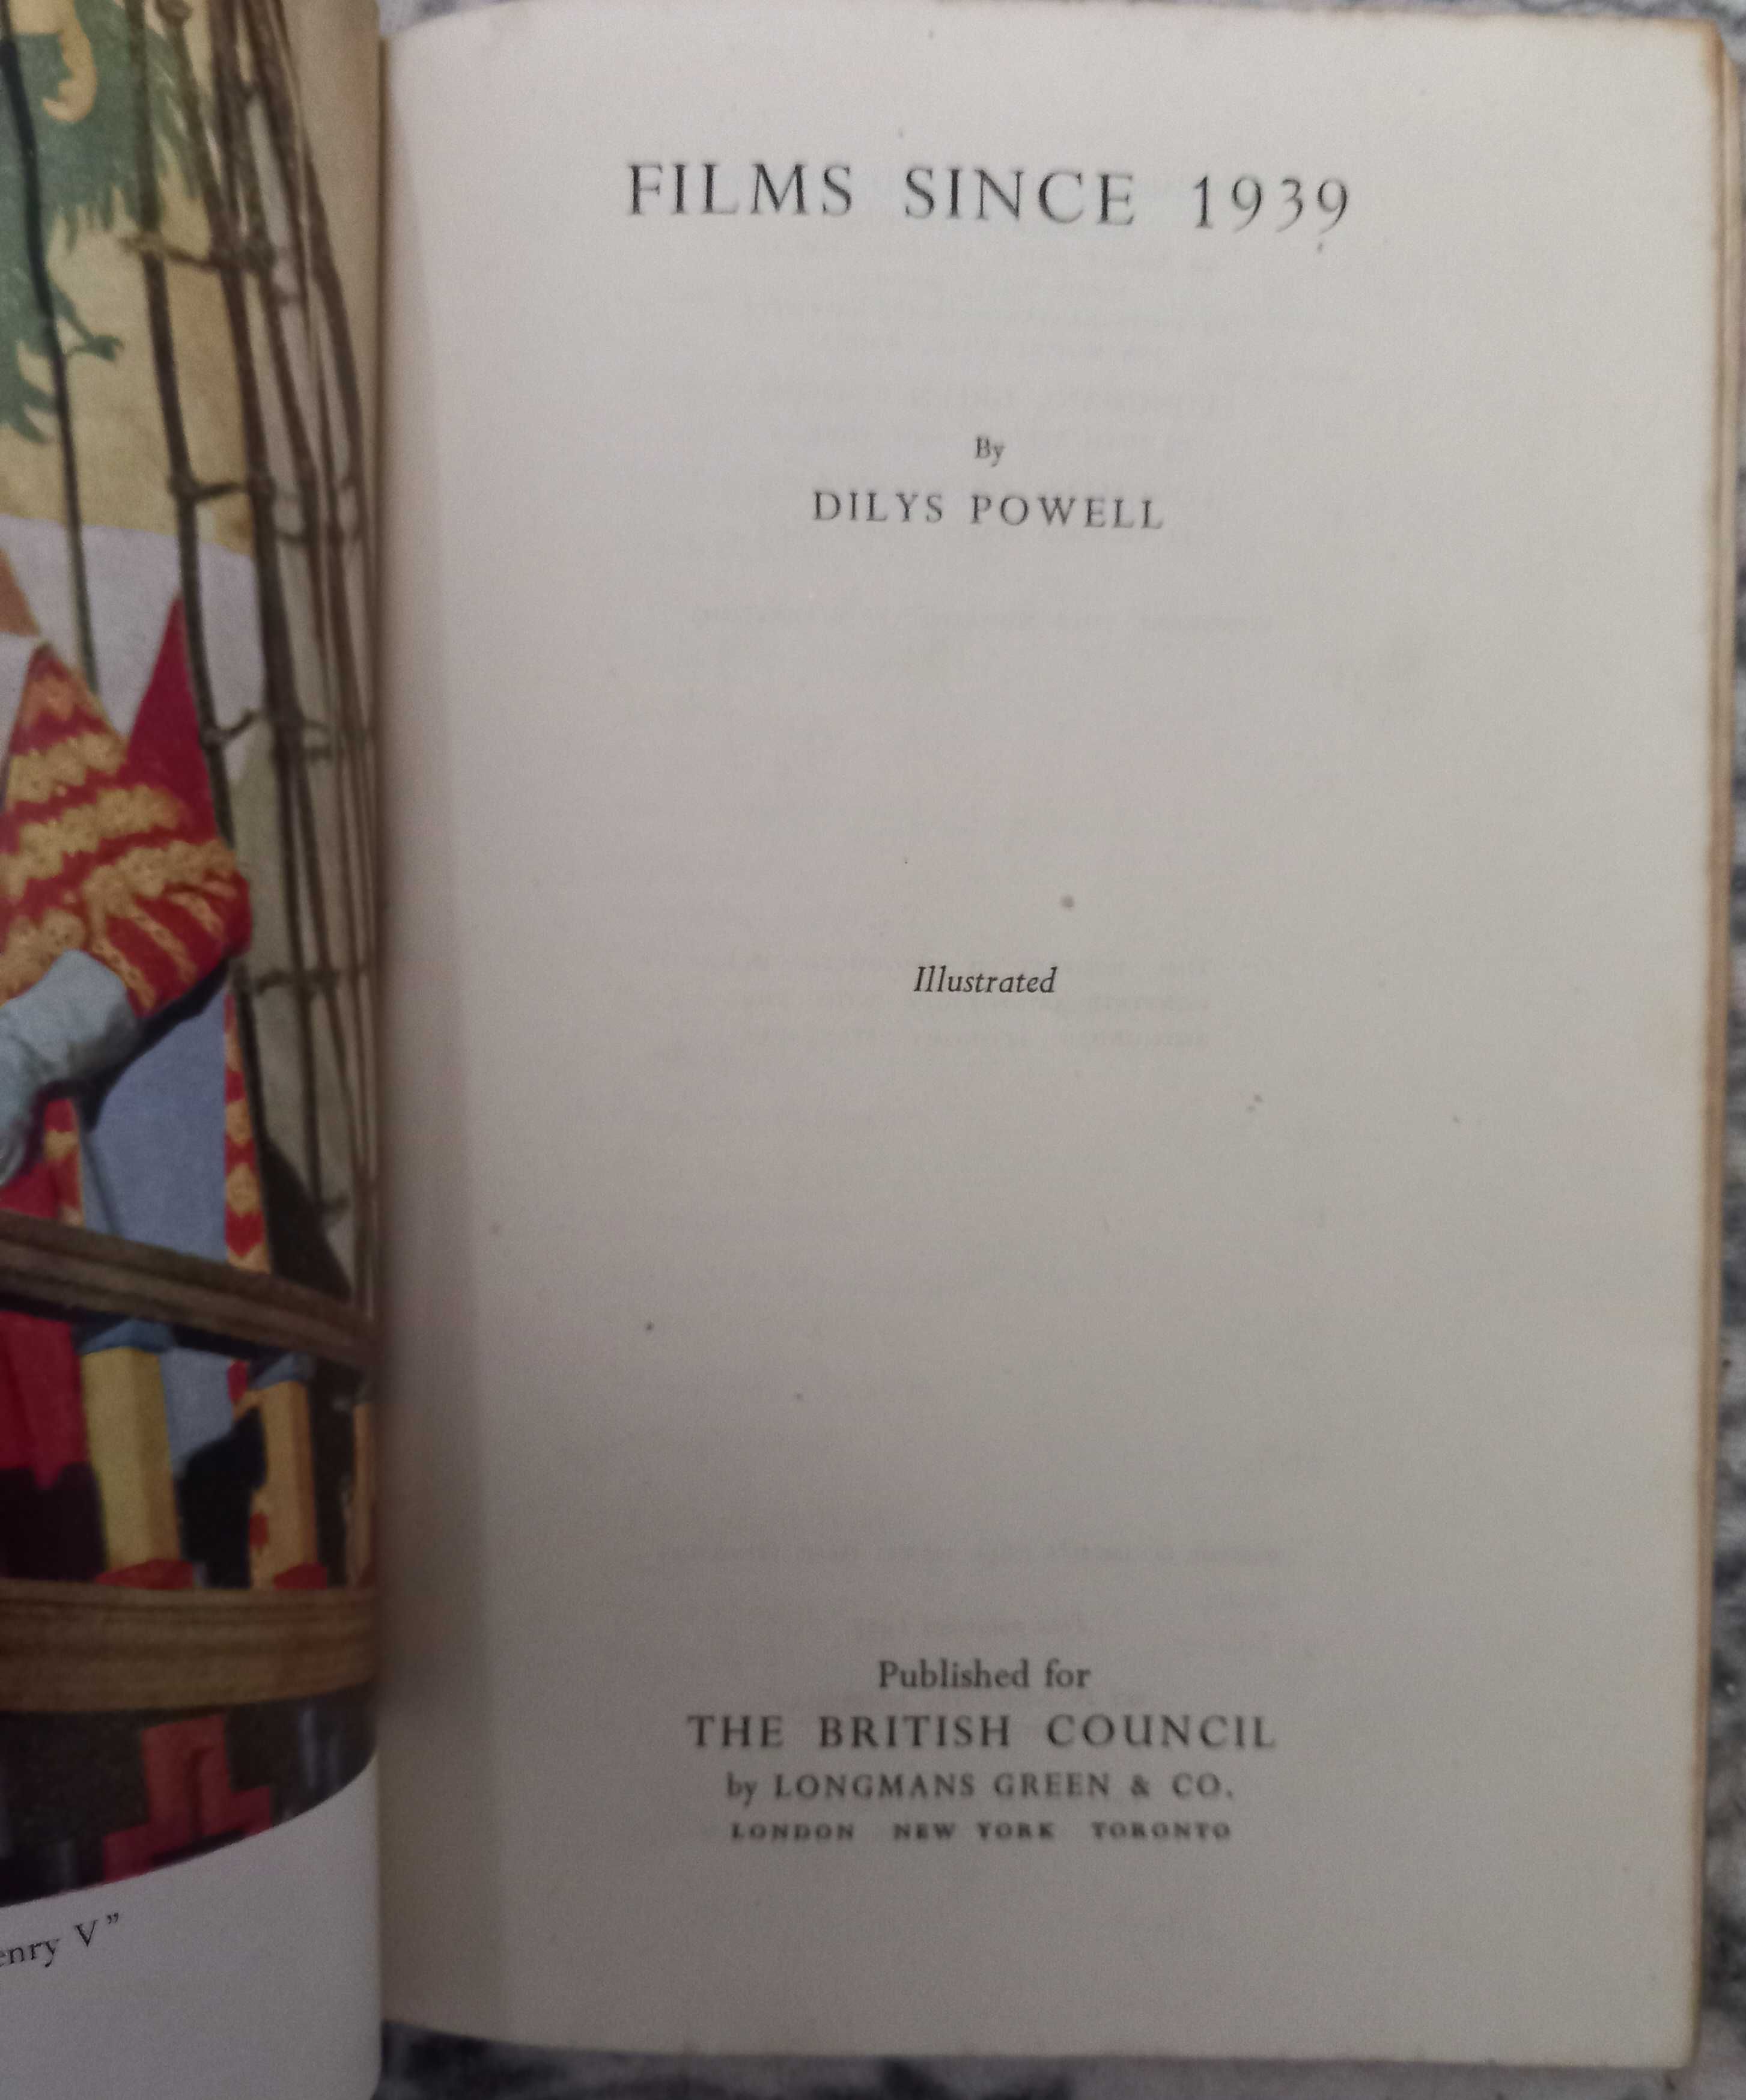 FILMS SINCE 1939
By
DILYS POWELL
Illustrated
Published for
THE BRITISH COUNCIL
by LONGMANS GREEN & CO.
LONDON NEW YORK TORONTO
enry V”